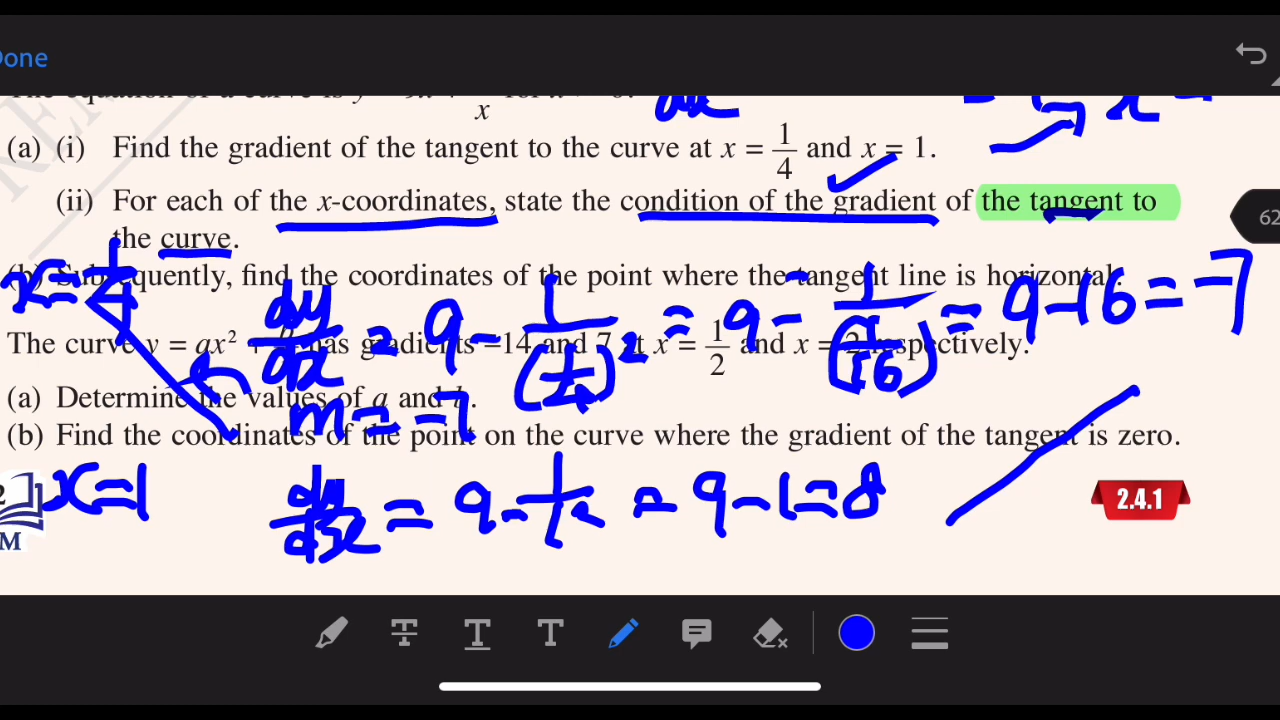 Done
x
dx
(a) (i) Find the gradient of the tangent to the curve at x = 1/4 and x = 1.
(ii) For each of the x-coordinates, state the condition of the gradient of the tangent to
the curve.
62
(b) Subsequently, find the coordinates of the point where the tangent line is horizontal.
x = 1/4
dy/dx = 9 - 1/(1/4)² = 9 - 1/(1/16) = 9 - 16 = -7
The curve y = ax² + has gradients –14 and 7 at x = 1/2 and x = 2 respectively.
(a) Determine the values of a and b.
m = -7
(b) Find the coordinates of the point on the curve where the gradient of the tangent is zero.
x = 1
dy/dx = 9 - 1/1² = 9 - 1 = 8
2.4.1
M
T T T